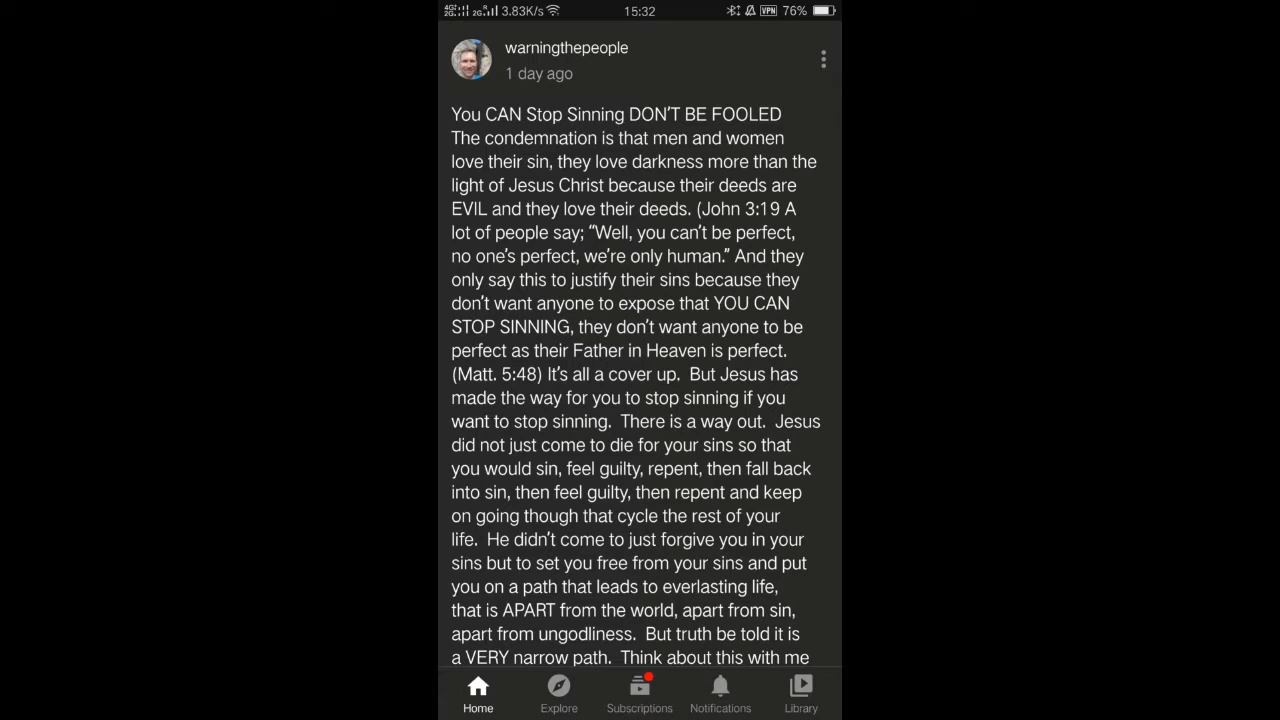 4G 2G 2G R 3.83K/s 15:32 VPN 76%
warningthepeople
1 day ago
You CAN Stop Sinning DON'T BE FOOLED
The condemnation is that men and women
love their sin, they love darkness more than the
light of Jesus Christ because their deeds are
EVIL and they love their deeds. (John 3:19 A
lot of people say; “Well, you can't be perfect,
no one's perfect, we're only human.” And they
only say this to justify their sins because they
don't want anyone to expose that YOU CAN
STOP SINNING, they don't want anyone to be
perfect as their Father in Heaven is perfect.
(Matt. 5:48) It's all a cover up.  But Jesus has
made the way for you to stop sinning if you
want to stop sinning.  There is a way out.  Jesus
did not just come to die for your sins so that
you would sin, feel guilty, repent, then fall back
into sin, then feel guilty, then repent and keep
on going though that cycle the rest of your
life.  He didn't come to just forgive you in your
sins but to set you free from your sins and put
you on a path that leads to everlasting life,
that is APART from the world, apart from sin,
apart from ungodliness.  But truth be told it is
a VERY narrow path.  Think about this with me
Home Explore Subscriptions Notifications Library